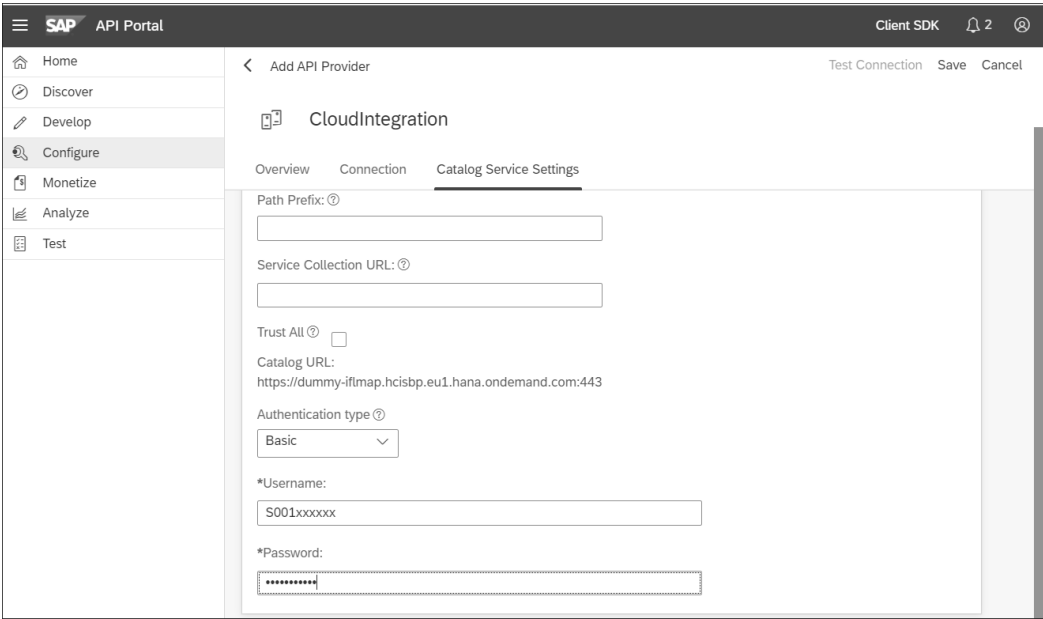 SAP API Portal Client SDK 2
Home
Discover
Develop
Configure
Monetize
Analyze
Test
Add API Provider Test Connection Save Cancel
CloudIntegration
Overview Connection Catalog Service Settings
Path Prefix:
Service Collection URL:
Trust All
Catalog URL:
https://dummy-iflmap.hcisbp.eu1.hana.ondemand.com:443
Authentication type
Basic
*Username:
S001xxxxxx
*Password:
•••••••••••